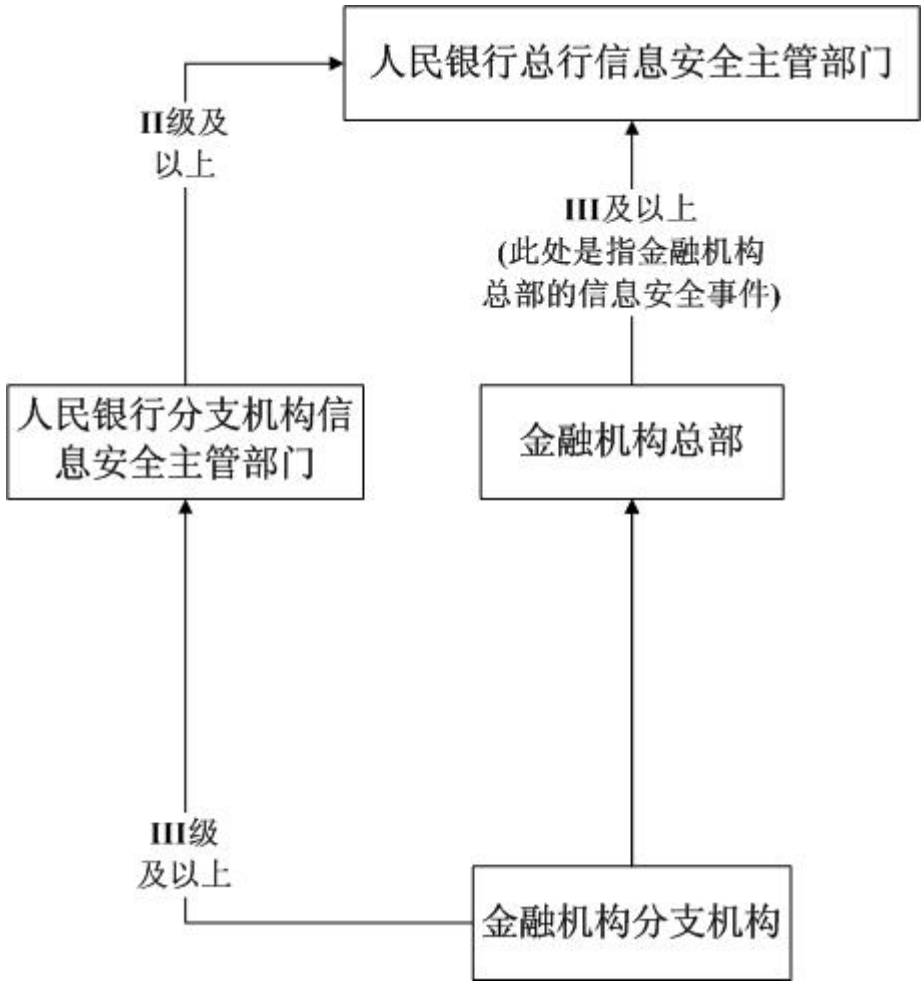 人民银行总行信息安全主管部门
II级及
以上
III及以上
(此处是指金融机构
总部的信息安全事件)
人民银行分支机构信
息安全主管部门
金融机构总部
III级
及以上
金融机构分支机构